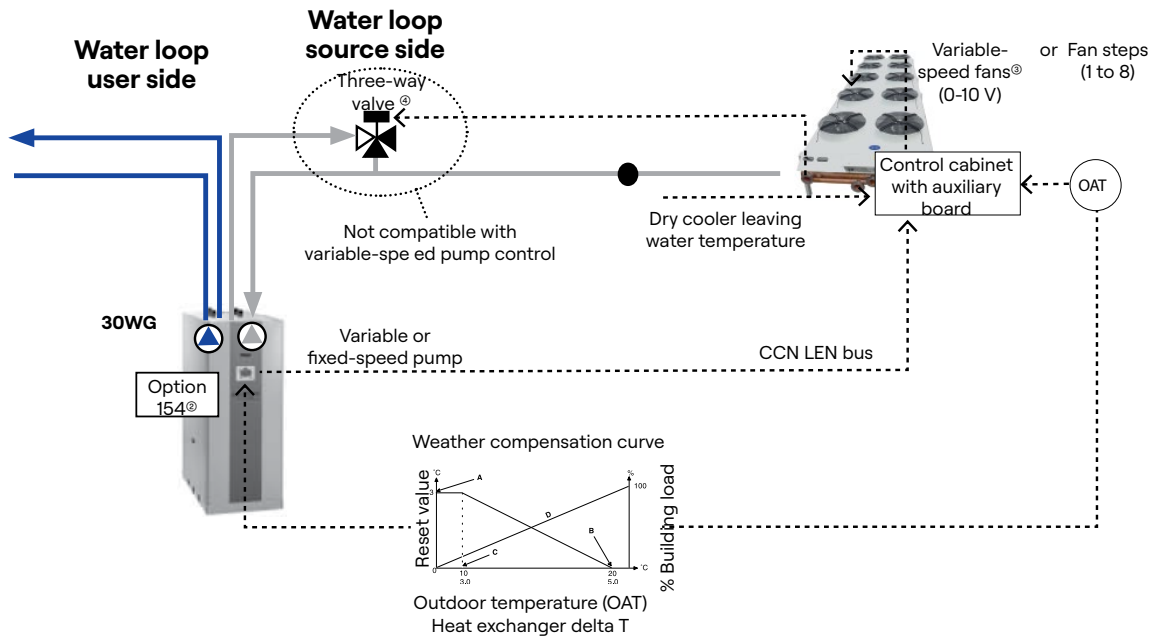 Water loop
user side
Water loop
source side
Three-way
valve ④
Variable-
speed fans③
(0-10 V)
or Fan steps
(1 to 8)
Control cabinet
with auxiliary
board
OAT
Dry cooler leaving
water temperature
Not compatible with
variable-spe ed pump control
30WG
Variable or
fixed-speed pump
CCN LEN bus
Option
154②
Weather compensation curve
Reset value
°C
A
3
0
10
3.0
C
D
B
20
5.0
°C
%
100
% Building load
Outdoor temperature (OAT)
Heat exchanger delta T